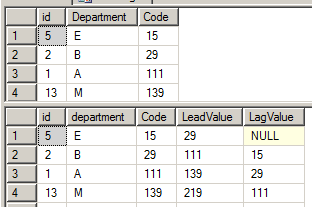 id Department Code
1 5 E 15
2 2 B 29
3 1 A 111
4 13 M 139
id department Code LeadValue LagValue
1 5 E 15 29 NULL
2 2 B 29 111 15
3 1 A 111 139 29
4 13 M 139 219 111